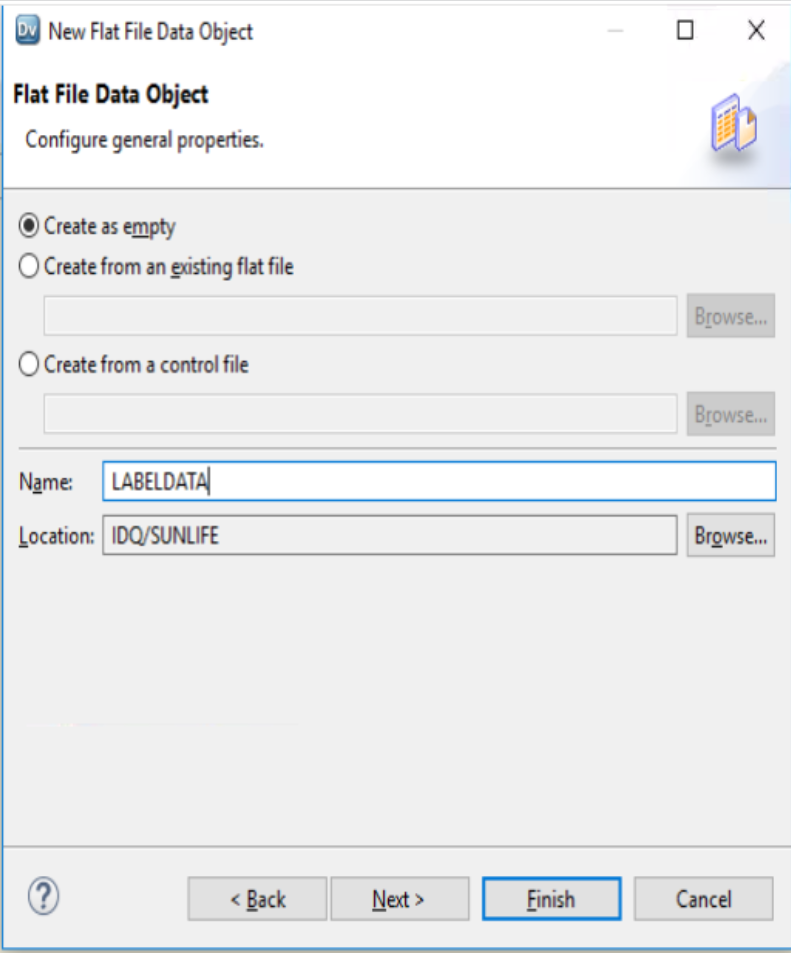 Dv New Flat File Data Object
Flat File Data Object
Configure general properties.
Create as empty
Create from an existing flat file
Browse...
Create from a control file
Browse...
Name: LABELDATA
Location: IDQ/SUNLIFE Browse...
? < Back Next > Finish Cancel